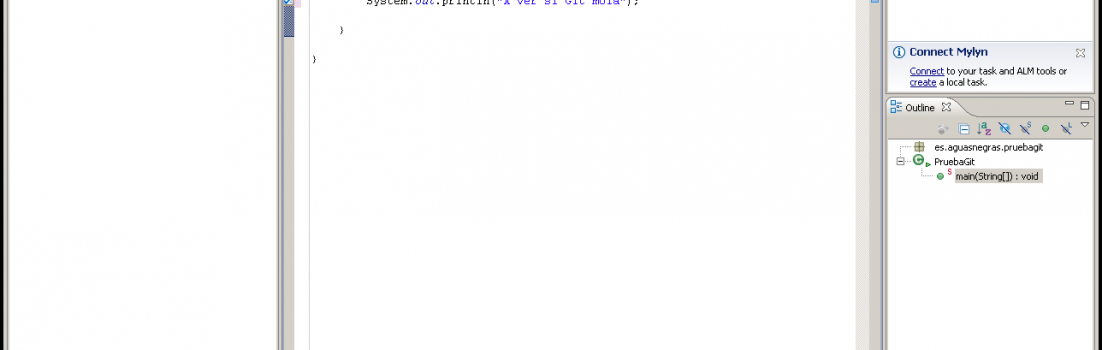 System.out.println("A ver si Git mola");
}
}
Connect Mylyn
Connect to your task and ALM tools or
create a local task.
Outline
es.aguasnegras.pruebagit
PruebaGit
main(String[]) : void